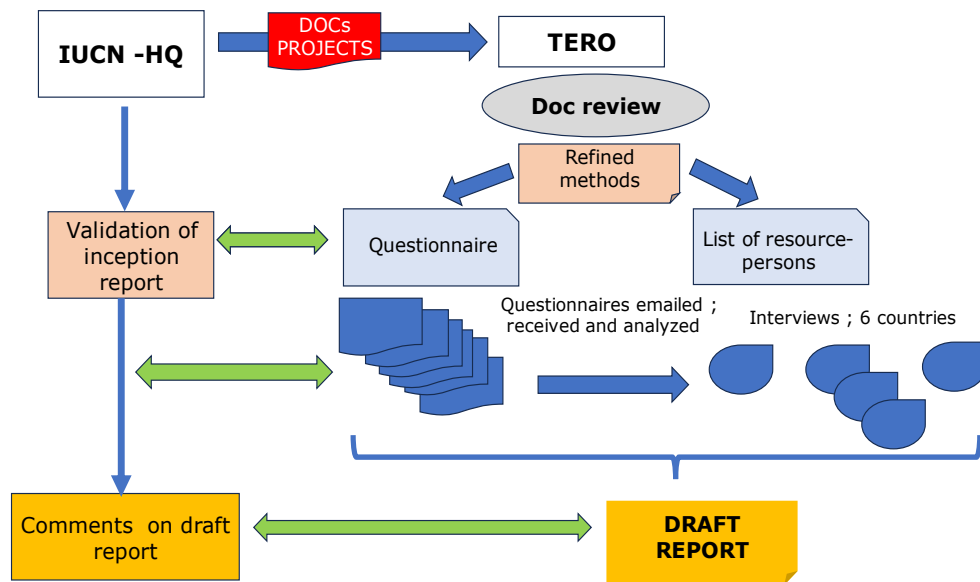 IUCN -HQ
DOCs
PROJECTS
TERO
Doc review
Refined
methods
Validation of
inception
report
Questionnaire
List of resource-
persons
Questionnaires emailed ;
received and analyzed
Interviews ; 6 countries
Comments on draft
report
DRAFT
REPORT